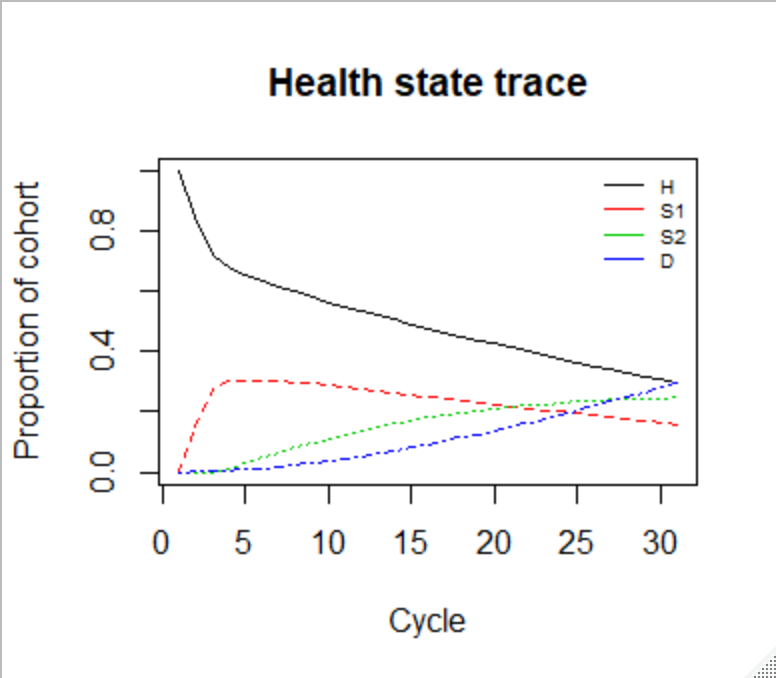 Health state trace
H
S1
S2
D
Proportion of cohort
0.8
0.4
0.0
0 5 10 15 20 25 30
Cycle